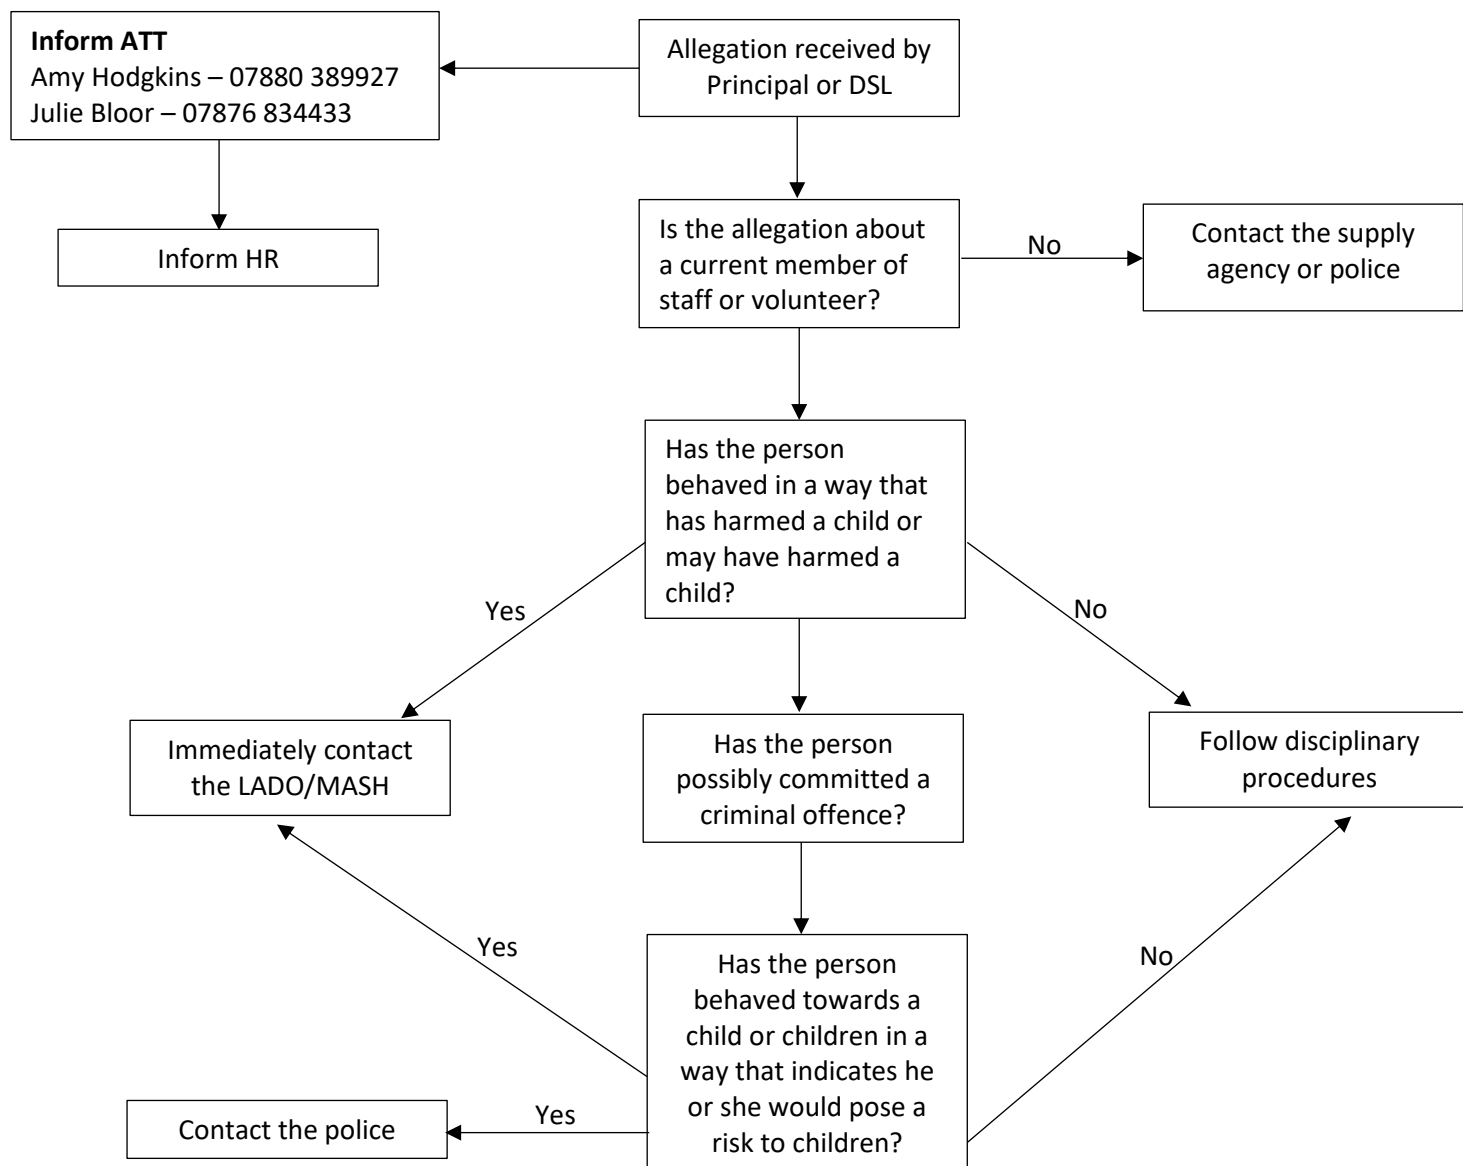 Inform ATT
Amy Hodgkins – 07880 389927
Julie Bloor – 07876 834433
Allegation received by
Principal or DSL
Inform HR
Is the allegation about
a current member of
staff or volunteer?
No
Contact the supply
agency or police
Has the person
behaved in a way that
has harmed a child or
may have harmed a
child?
Yes
No
Immediately contact
the LADO/MASH
Has the person
possibly committed a
criminal offence?
Follow disciplinary
procedures
Yes
No
Has the person
behaved towards a
child or children in a
way that indicates he
or she would pose a
risk to children?
Yes
Contact the police